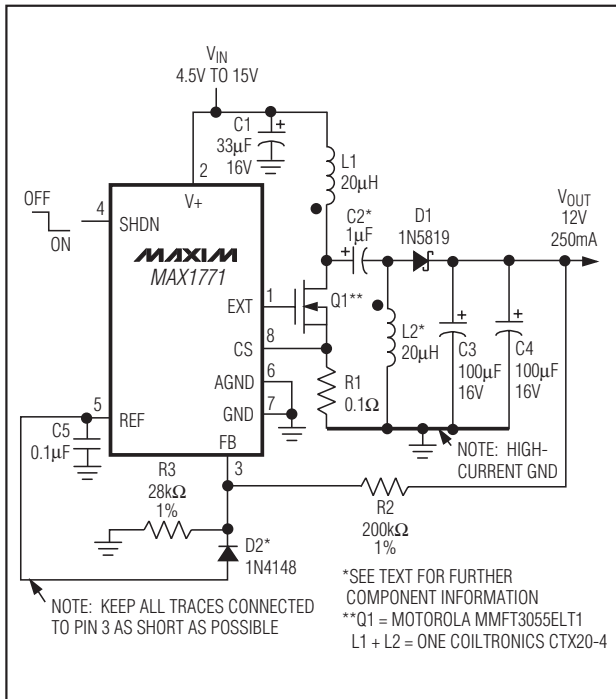 VIN
4.5V TO 15V
C1
33µF
16V
+
L1
20µH
2
V+
OFF
ON
4
SHDN
MAXIM
MAX1771
C2*
1µF
+
D1
1N5819
VOUT
12V
250mA
EXT
1
Q1**
CS
8
L2*
20µH
+
C3
100µF
16V
+
C4
100µF
16V
AGND
6
GND
7
R1
0.1Ω
5
REF
C5
0.1µF
FB
3
NOTE: HIGH-
CURRENT GND
R3
28kΩ
1%
R2
200kΩ
1%
D2*
1N4148
NOTE: KEEP ALL TRACES CONNECTED
TO PIN 3 AS SHORT AS POSSIBLE
*SEE TEXT FOR FURTHER
COMPONENT INFORMATION
**Q1 = MOTOROLA MMFT3055ELT1
L1 + L2 = ONE COILTRONICS CTX20-4